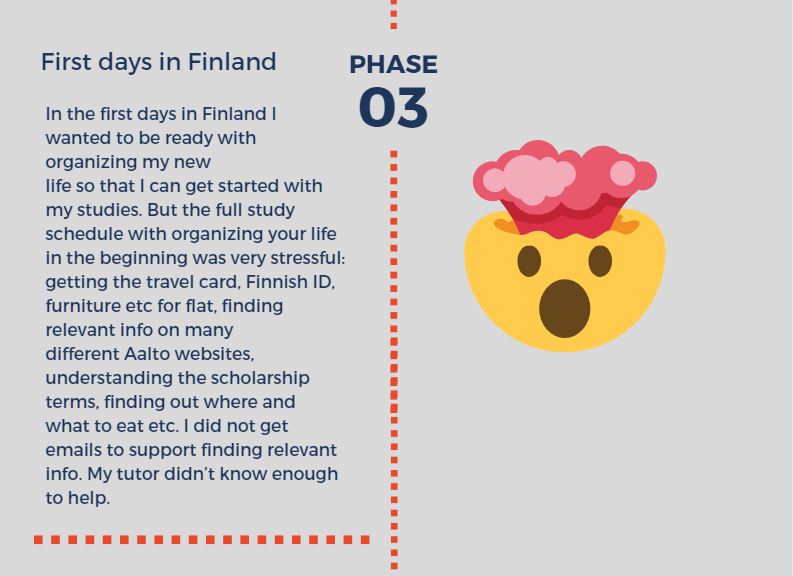 First days in Finland
In the first days in Finland I
wanted to be ready with
organizing my new
life so that I can get started with
my studies. But the full study
schedule with organizing your life
in the beginning was very stressful:
getting the travel card, Finnish ID,
furniture etc for flat, finding
relevant info on many
different Aalto websites,
understanding the scholarship
terms, finding out where and
what to eat etc. I did not get
emails to support finding relevant
info. My tutor didn’t know enough
to help.
PHASE
03